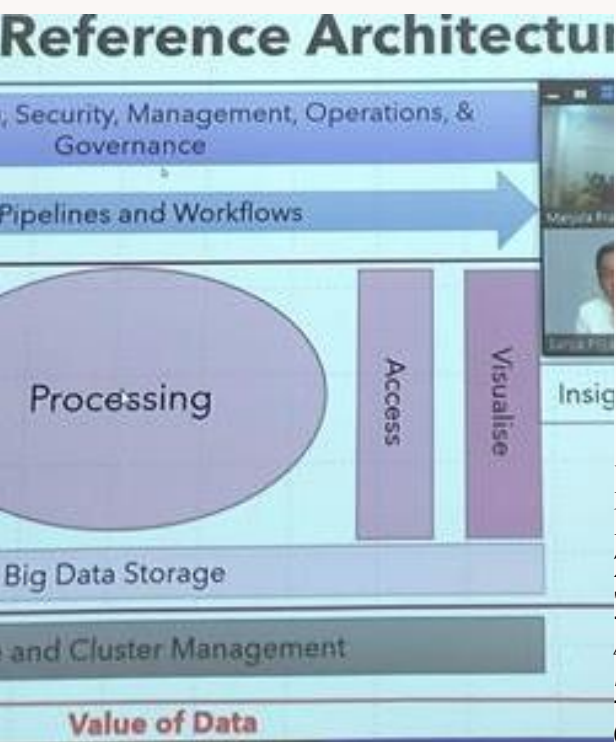 Reference Architectur
, Security, Management, Operations, &
Governance
Pipelines and Workflows
Processing
Access
Visualise
Insig
Big Data Storage
and Cluster Management
Value of Data